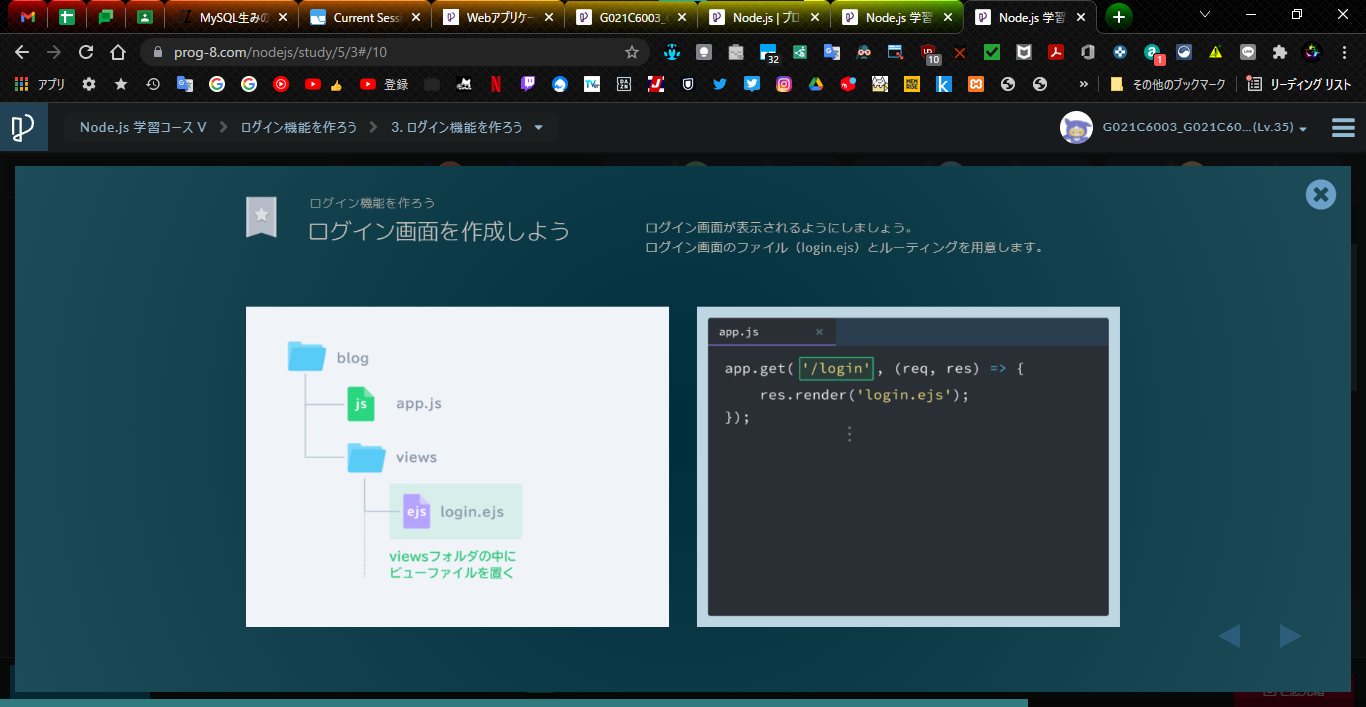 MySQL生みの
Current Sess
Webアプリケー
G021C6003_
Node.js | プロ
Node.js 学習
Node.js 学習
prog-8.com/nodejs/study/5/3#/10
32
10
1
アプリ
登録
その他のブックマーク
リーディング リスト
Node.js 学習コース V
ログイン機能を作ろう
3. ログイン機能を作ろう
G021C6003_G021C60...(Lv.35)
ログイン機能を作ろう
ログイン画面を作成しよう
ログイン画面が表示されるようにしましょう。
ログイン画面のファイル（login.ejs）とルーティングを用意します。
blog
js
app.js
views
ejs
login.ejs
viewsフォルダの中に
ビューファイルを置く
app.js
app.get('/login', (req, res) => {
res.render('login.ejs');
});